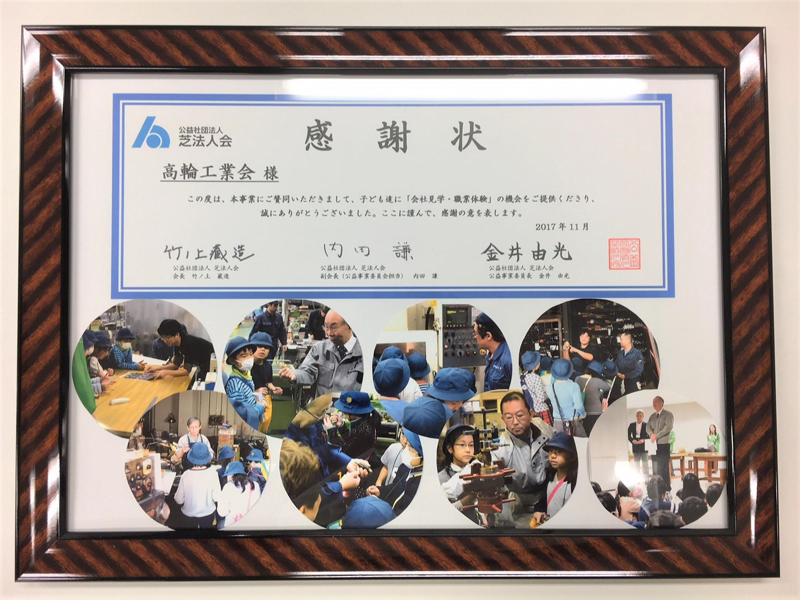 公益社団法人
芝法人会
感謝状
高輪工業会 様
この度は、本事業にご賛同いただきまして、子ども達に「会社見学・職業体験」の機会をご提供くださり、
誠にありがとうございました。ここに謹んで、感謝の意を表します。
2017年11月
竹ノ上蔵造
公益社団法人 芝法人会
会長 竹ノ上 蔵造
内田 謙
公益社団法人 芝法人会
副会長(公益事業委員会担当) 内田 謙
金井由光
公益社団法人 芝法人会
公益事業委員長 金井 由光